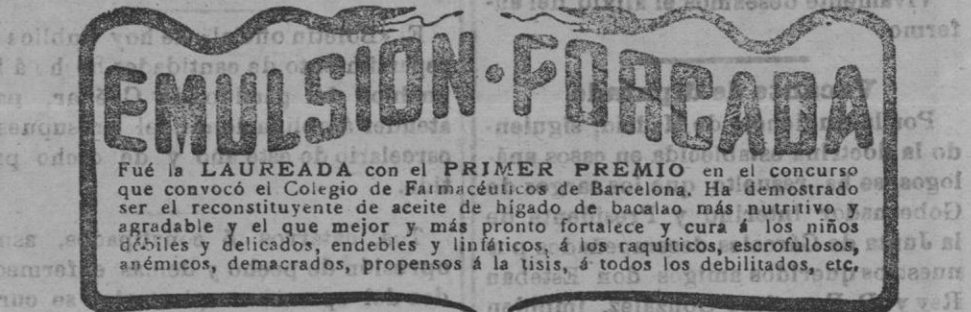 EMULSION·FORCADA
Fué la LAUREADA con el PRIMER PREMIO en el concurso
que convocó el Colegio de Farmacéuticos de Barcelona. Ha demostrado
ser el reconstituyente de aceite de hígado de bacalao más nutritivo y
agradable y el que mejor y más pronto fortalece y cura á los niños
débiles y delicados, endebles y linfáticos, á los raquíticos, escrofulosos,
anémicos, demacrados, propensos á la tisis, á todos los debilitados, etc.